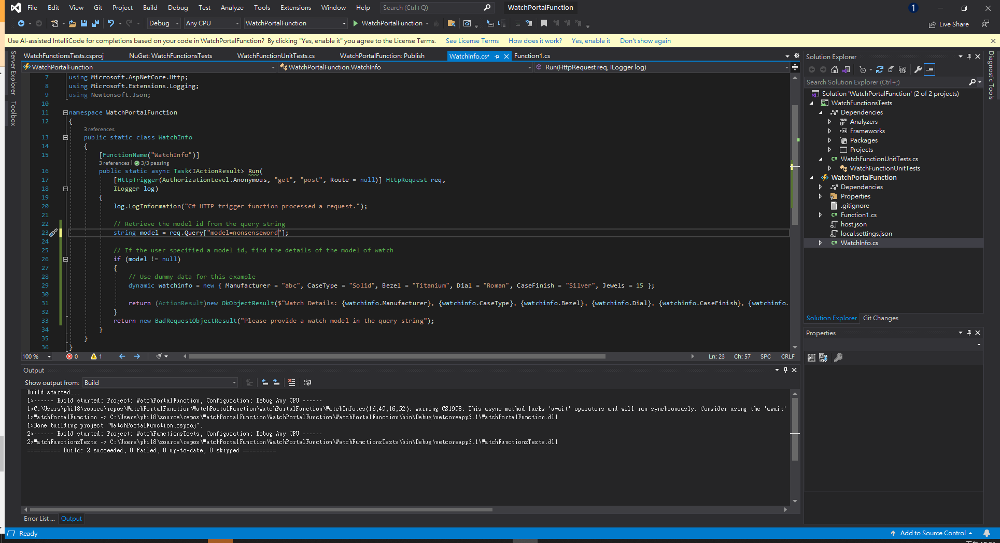 File Edit View Git Project Build Debug Test Analyze Tools Extensions Window Help Search (Ctrl+Q) WatchPortalFunction 1
Debug Any CPU WatchPortalFunction WatchPortalFunction Live Share
Use AI-assisted IntelliCode for completions based on your code in WatchPortalFunction? By clicking "Yes, enable it" you agree to the License Terms. See License Terms How does it work? Yes, enable it Don't show again
Server Explorer
Toolbox
WatchFunctionsTests.csproj NuGet: WatchFunctionsTests WatchFunctionUnitTests.cs WatchPortalFunction: Publish WatchInfo.cs* Function1.cs
WatchPortalFunction WatchPortalFunction.WatchInfo Run(HttpRequest req, ILogger log)
7 using Microsoft.AspNetCore.Http;
8 using Microsoft.Extensions.Logging;
9 using Newtonsoft.Json;
10
11 namespace WatchPortalFunction
12 {
3 references
13 public static class WatchInfo
14 {
15 [FunctionName("WatchInfo")]
3 references | 3/3 passing
16 public static async Task<IActionResult> Run(
17 [HttpTrigger(AuthorizationLevel.Anonymous, "get", "post", Route = null)] HttpRequest req,
18 ILogger log)
19 {
20 log.LogInformation("C# HTTP trigger function processed a request.");
21
22 // Retrieve the model id from the query string
23 string model = req.Query["model=nonsenseword"];
24
25 // If the user specified a model id, find the details of the model of watch
26 if (model != null)
27 {
28 // Use dummy data for this example
29 dynamic watchinfo = new { Manufacturer = "abc", CaseType = "Solid", Bezel = "Titanium", Dial = "Roman", CaseFinish = "Silver", Jewels = 15 };
30
31 return (ActionResult)new OkObjectResult($"Watch Details: {watchinfo.Manufacturer}, {watchinfo.CaseType}, {watchinfo.Bezel}, {watchinfo.Dial}, {watchinfo.CaseFinish}, {watchinfo.
32 }
33 return new BadRequestObjectResult("Please provide a watch model in the query string");
34 }
35 }
36 }
100 % 0 1 Ln: 23 Ch: 57 SPC CRLF
Output
Show output from: Build
Build started...
1>------ Build started: Project: WatchPortalFunction, Configuration: Debug Any CPU ------
1>C:\Users\phil8\source\repos\WatchPortalFunction\WatchPortalFunction\WatchPortalFunction\WatchInfo.cs(16,49,16,52): warning CS1998: This async method lacks 'await' operators and will run synchronously. Consider using the 'await'
1>WatchPortalFunction -> C:\Users\phil8\source\repos\WatchPortalFunction\WatchPortalFunction\WatchPortalFunction\bin\Debug\netcoreapp3.1\WatchPortalFunction.dll
1>Done building project "WatchPortalFunction.csproj".
2>------ Build started: Project: WatchFunctionsTests, Configuration: Debug Any CPU ------
2>WatchFunctionsTests -> C:\Users\phil8\source\repos\WatchPortalFunction\WatchPortalFunction\WatchFunctionsTests\bin\Debug\netcoreapp3.1\WatchFunctionsTests.dll
========== Build: 2 succeeded, 0 failed, 0 up-to-date, 0 skipped ==========
Error List ... Output
Solution Explorer
Search Solution Explorer (Ctrl+;)
Solution 'WatchPortalFunction' (2 of 2 projects)
WatchFunctionsTests
Dependencies
Analyzers
Frameworks
Packages
Projects
C# WatchFunctionUnitTests.cs
WatchFunctionUnitTests
WatchPortalFunction
Dependencies
Properties
.gitignore
C# Function1.cs
host.json
local.settings.json
C# WatchInfo.cs
Solution Explorer Git Changes
Properties
Diagnostic Tools
Ready Add to Source Control